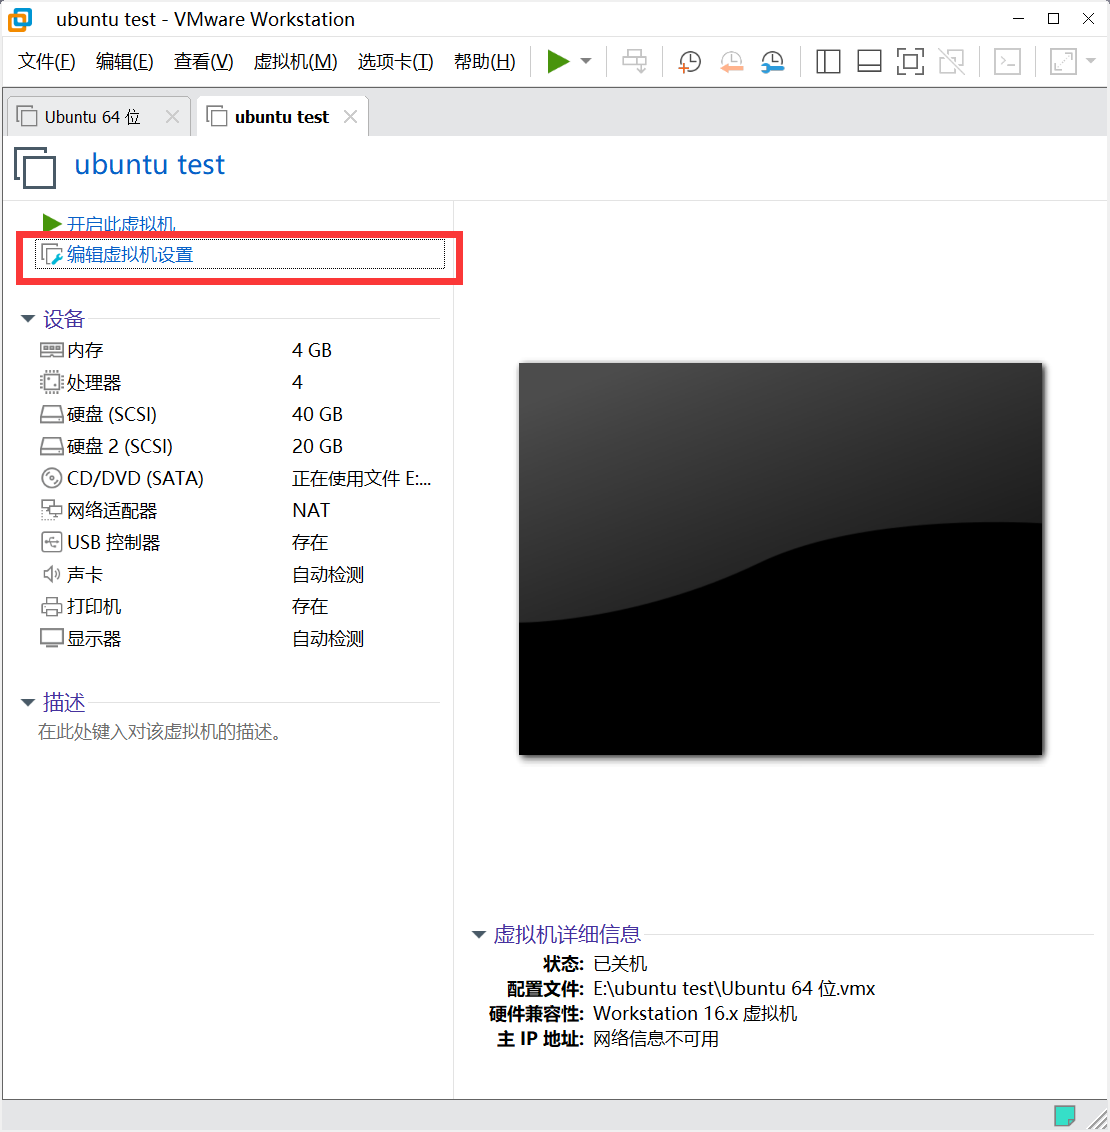 ubuntu test - VMware Workstation
文件(F) 编辑(E) 查看(V) 虚拟机(M) 选项卡(T) 帮助(H)
Ubuntu 64 位 ubuntu test
ubuntu test
开启此虚拟机
编辑虚拟机设置
设备
内存 4 GB
处理器 4
硬盘 (SCSI) 40 GB
硬盘 2 (SCSI) 20 GB
CD/DVD (SATA) 正在使用文件 E:...
网络适配器 NAT
USB 控制器 存在
声卡 自动检测
打印机 存在
显示器 自动检测
描述
在此处键入对该虚拟机的描述。
虚拟机详细信息
状态: 已关机
配置文件: E:\ubuntu test\Ubuntu 64 位.vmx
硬件兼容性: Workstation 16.x 虚拟机
主 IP 地址: 网络信息不可用